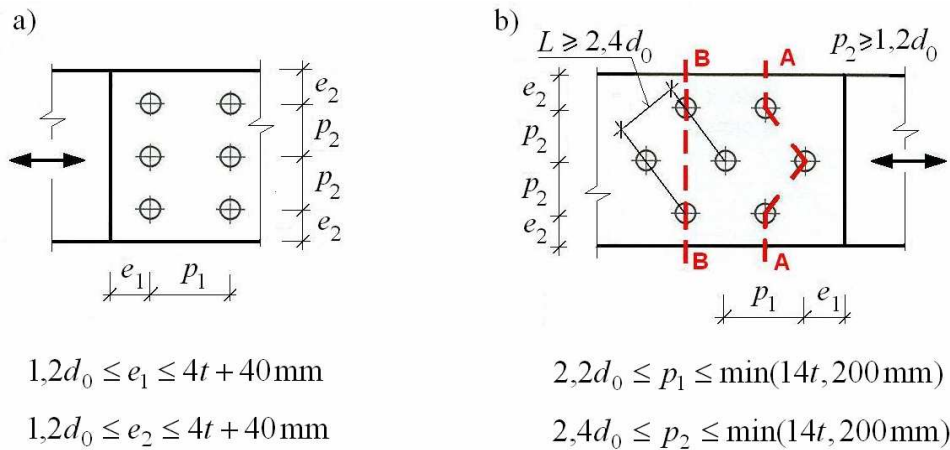 a)
e₂
p₂
p₂
e₂
e₁ p₁
b)
L ⩾ 2,4d₀
B A
p₂⩾1,2d₀
e₂
p₂
p₂
e₂
B A
p₁ e₁
1,2d₀ ≤ e₁ ≤ 4t + 40 mm
1,2d₀ ≤ e₂ ≤ 4t + 40 mm
2,2d₀ ≤ p₁ ≤ min(14t, 200 mm)
2,4d₀ ≤ p₂ ≤ min(14t, 200 mm)